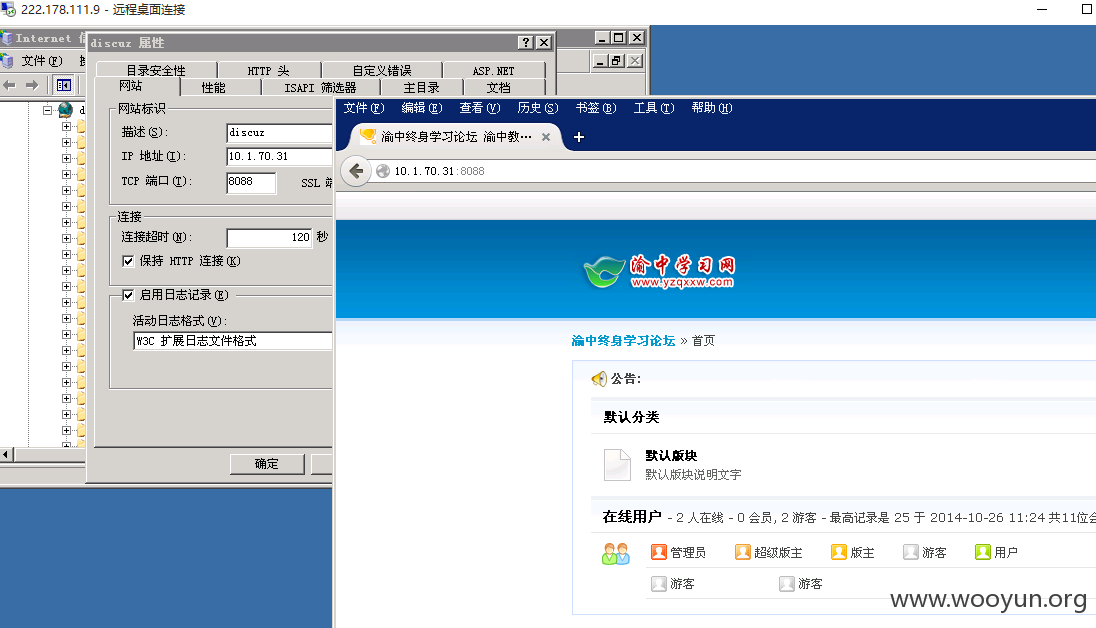 222.178.111.9 - 远程桌面连接
Internet
discuz 属性
文件(F)
目录安全性 HTTP 头 自定义错误 ASP.NET
网站 性能 ISAPI 筛选器 主目录 文档
网站标识
描述(S): discuz
IP 地址(I): 10.1.70.31
TCP 端口(T): 8088 SSL
连接
连接超时(N): 120 秒
保持 HTTP 连接(K)
启用日志记录(E)
活动日志格式(V):
W3C 扩展日志文件格式
确定
文件(F) 编辑(E) 查看(V) 历史(S) 书签(B) 工具(T) 帮助(H)
渝中终身学习论坛 渝中教…
10.1.70.31:8088
渝中学习网
www.yzqxxw.com
渝中终身学习论坛 » 首页
公告:
默认分类
默认版块
默认版块说明文字
在线用户 - 2 人在线 - 0 会员, 2 游客 - 最高记录是 25 于 2014-10-26 11:24 共11位
管理员 超级版主 版主 游客 用户
游客 游客
www.wooyun.org